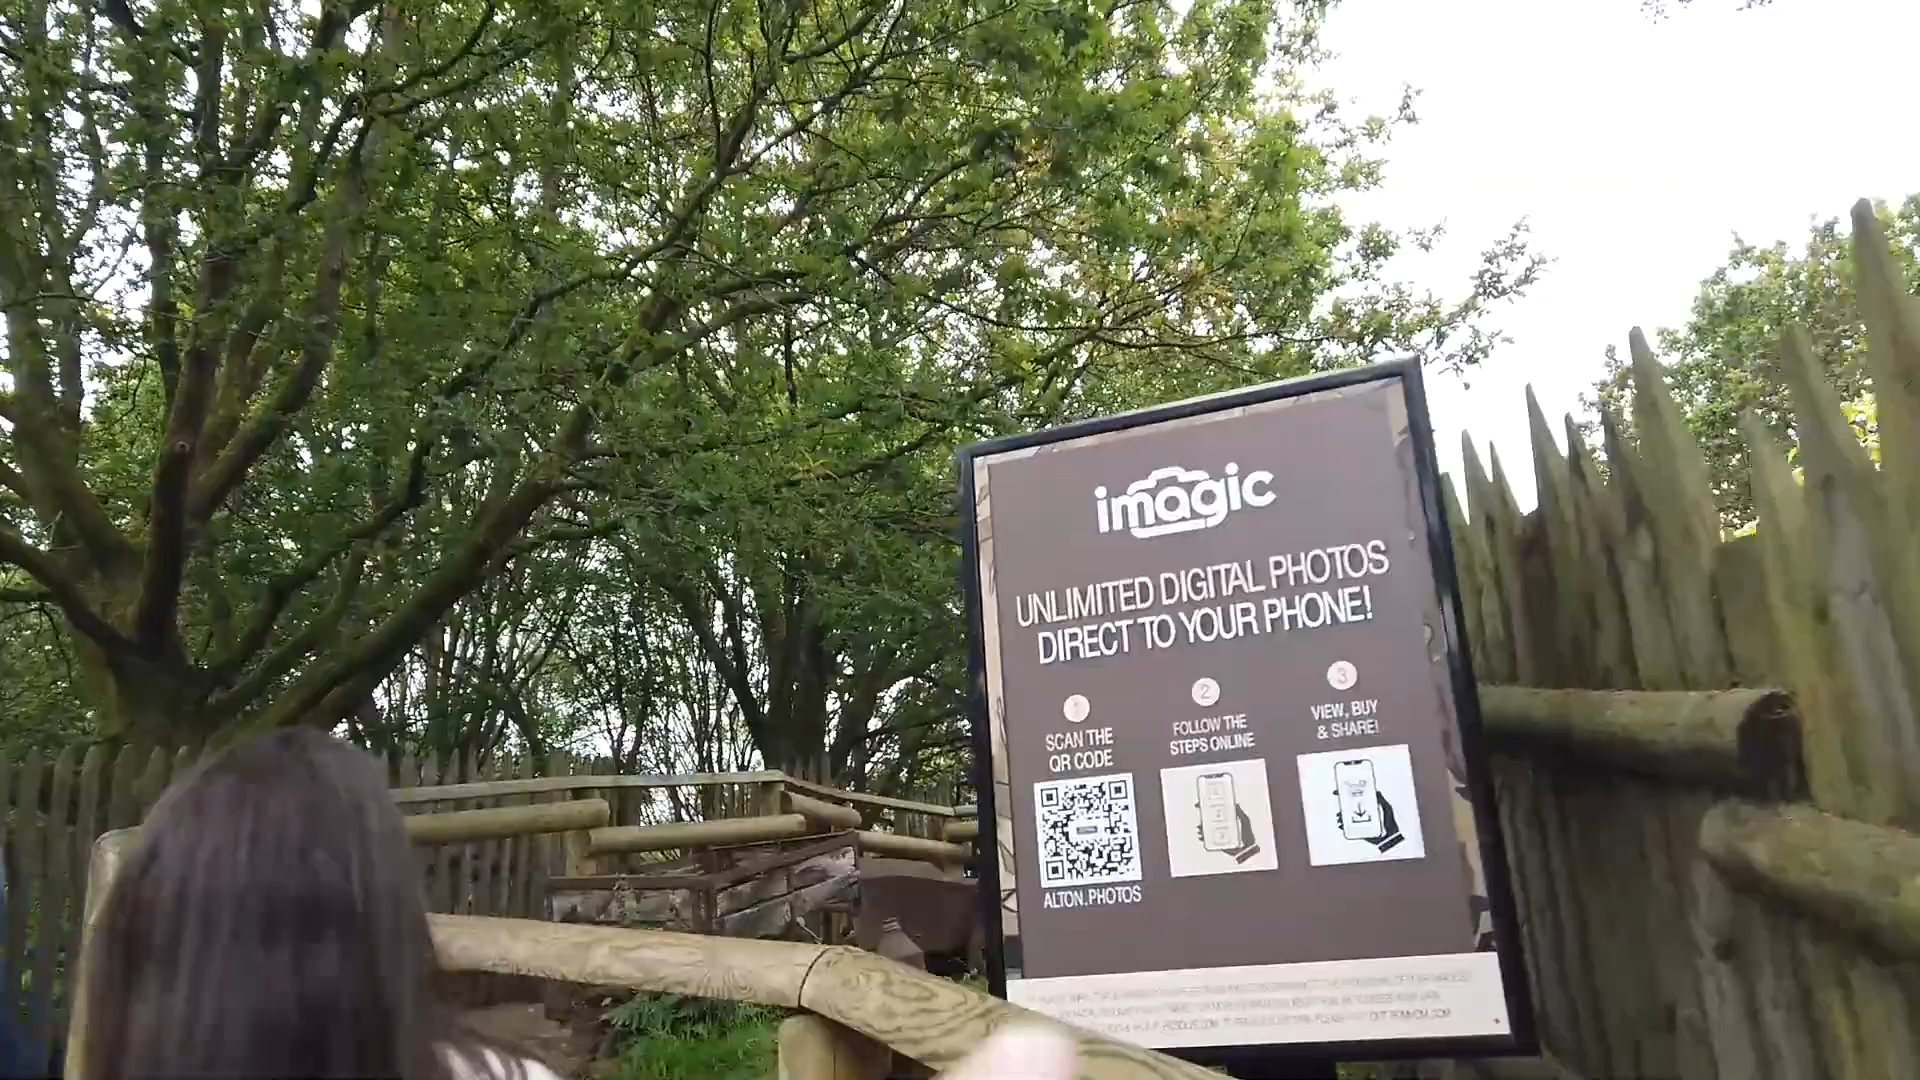 imagic
UNLIMITED DIGITAL PHOTOS
DIRECT TO YOUR PHONE!
1
SCAN THE
QR CODE
ALTON.PHOTOS
2
FOLLOW THE
STEPS ONLINE
3
VIEW, BUY
& SHARE!